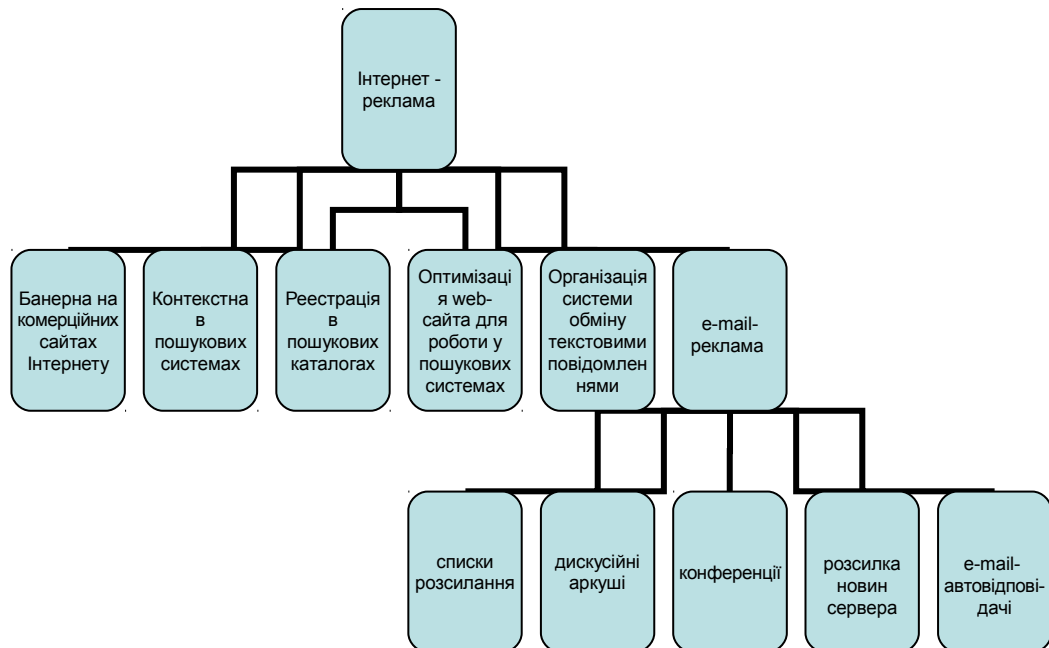 Інтернет -
реклама
Банерна на
комерційних
сайтах
Інтернету
Контекстна
в
пошукових
системах
Реестрація
в
пошукових
каталогах
Оптимізаці
я web-
сайта для
роботи у
пошукових
системах
Організація
системи
обміну
текстовими
повідомлен
нями
e-mail-
реклама
списки
розсилання
дискусійні
аркуші
конференції
розсилка
новин
сервера
e-mail-
автовідпові-
дачі